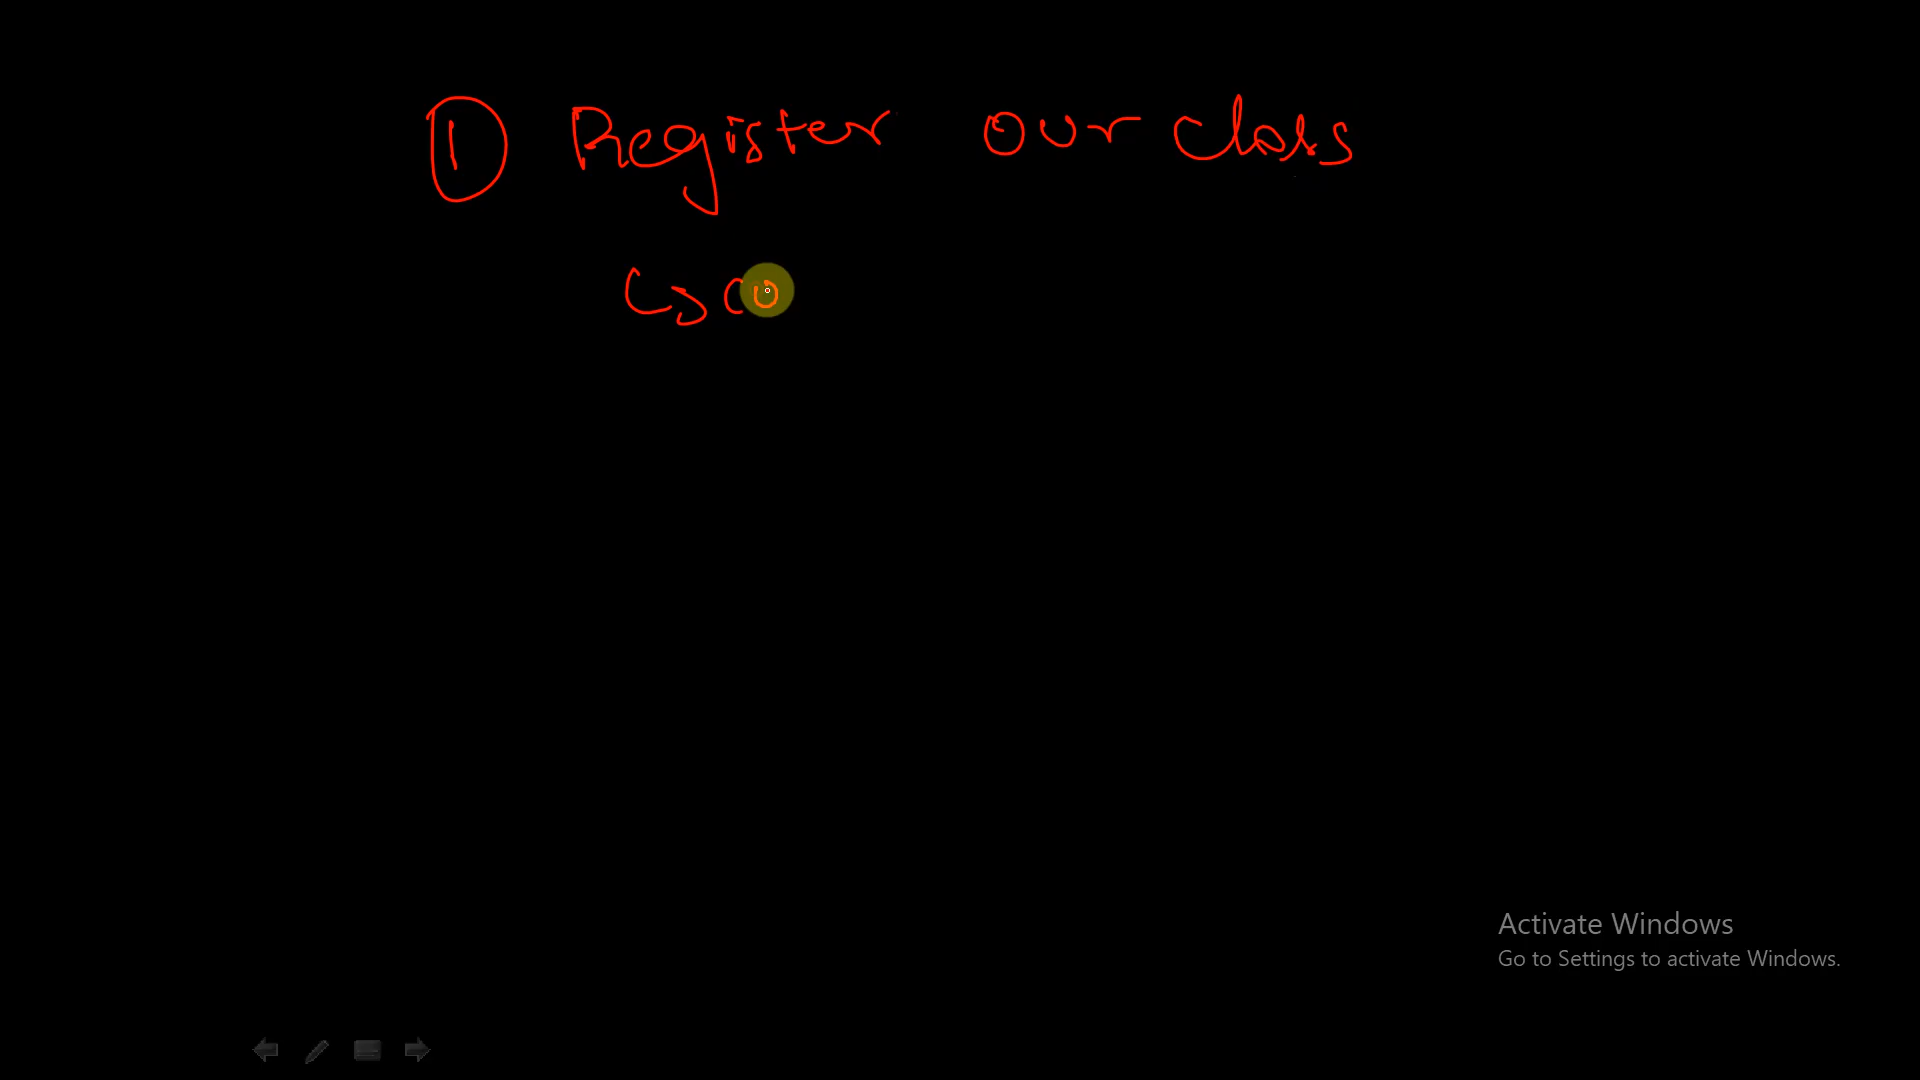 ① Register our class
Activate Windows
Go to Settings to activate Windows.